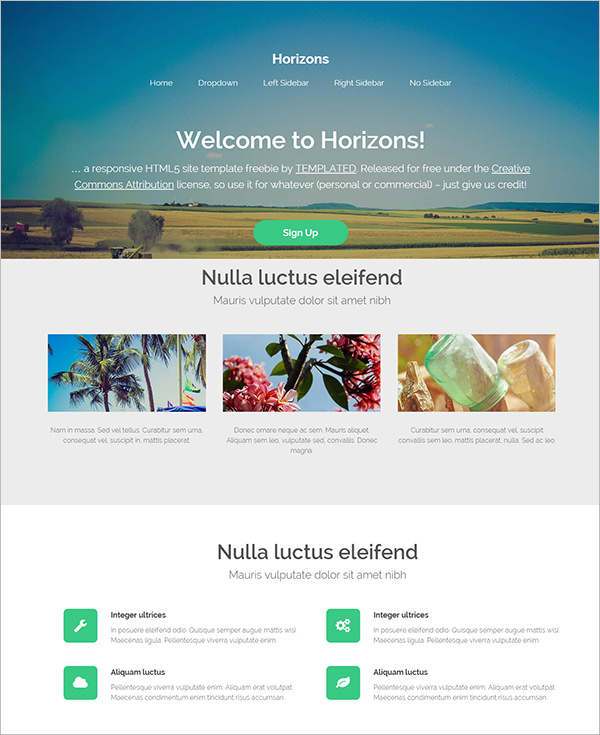 Horizons
Home Dropdown Left Sidebar Right Sidebar No Sidebar
Welcome to Horizons!
... a responsive HTML5 site template freebie by TEMPLATED. Released for free under the Creative
Commons Attribution license, so use it for whatever (personal or commercial) – just give us credit!
Sign Up
Nulla luctus eleifend
Mauris vulputate dolor sit amet nibh
Nam in massa. Sed vel tellus. Curabitur sem urna,
consequat vel, suscipit in, mattis placerat.
Donec ornare neque ac sem. Mauris aliquet.
Aliquam sem leo, vulputate sed, convallis. Donec
magna.
Curabitur sem urna, consequat vel, suscipit
convallis sem leo, mattis placerat, nulla. Sed ac leo.
Nulla luctus eleifend
Mauris vulputate dolor sit amet nibh
Integer ultrices
In posuere eleifend odio. Quisque semper augue mattis wisi.
Maecenas ligula. Pellentesque viverra vulputate enim.
Integer ultrices
In posuere eleifend odio. Quisque semper augue mattis wisi
Maecenas ligula. Pellentesque viverra vulputate enim.
Aliquam luctus
Pellentesque viverra vulputate enim. Aliquam erat volutpat.
Maecenas condimentum enim tincidunt risus accumsan.
Aliquam luctus
Pellentesque viverra vulputate enim. Aliquam erat volutpat
Maecenas condimentum enim tincidunt risus accumsan.